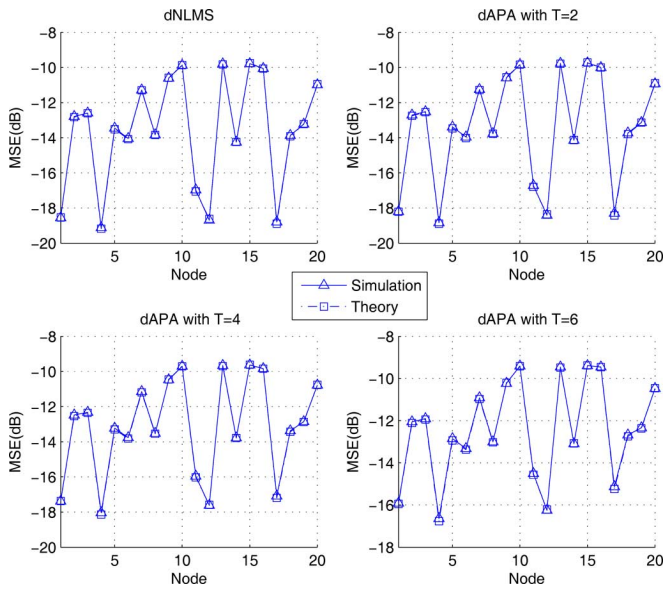 dNLMS
−8
−10
−12
−14
−16
−18
−20
MSE(dB)
5 10 15 20
Node
dAPA with T=2
−8
−10
−12
−14
−16
−18
−20
MSE(dB)
5 10 15 20
Node
Simulation
Theory
dAPA with T=4
−8
−10
−12
−14
−16
−18
−20
MSE(dB)
5 10 15 20
Node
dAPA with T=6
−8
−10
−12
−14
−16
−18
MSE(dB)
5 10 15 20
Node